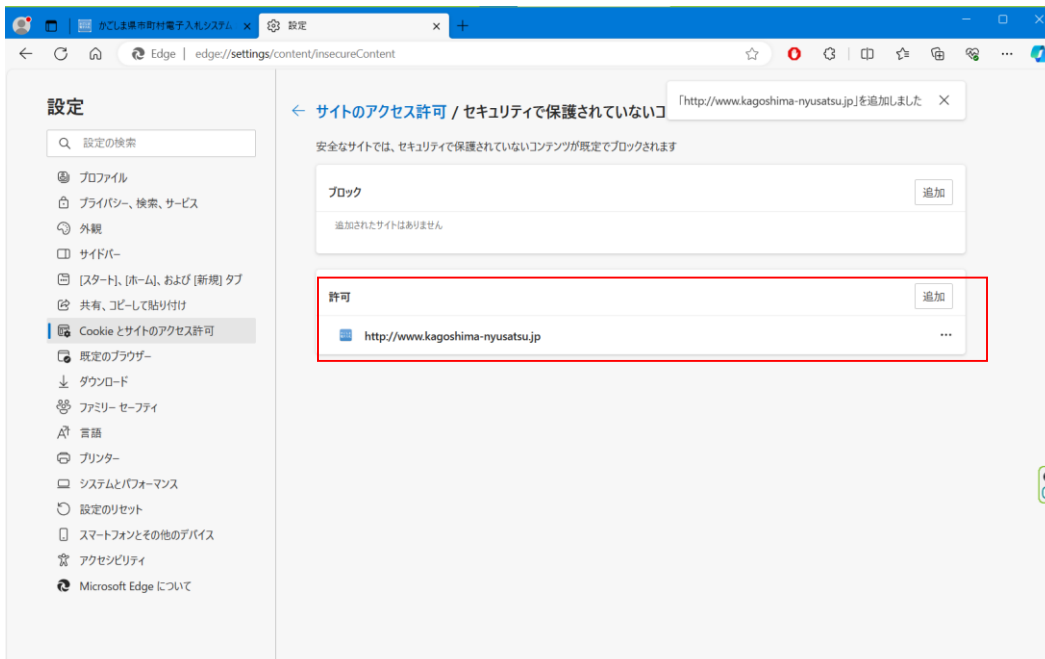 かごしま県市町村電子入札システム
設定
Edge | edge://settings/content/insecureContent
「http://www.kagoshima-nyusatsu.jp」を追加しました
設定
設定の検索
プロファイル
プライバシー、検索、サービス
外観
サイドバー
[スタート]、[ホーム]、および [新規] タブ
共有、コピーして貼り付け
Cookie とサイトのアクセス許可
既定のブラウザー
ダウンロード
ファミリー セーフティ
言語
プリンター
システムとパフォーマンス
設定のリセット
スマートフォンとその他のデバイス
アクセシビリティ
Microsoft Edge について
サイトのアクセス許可 / セキュリティで保護されていないコ
安全なサイトでは、セキュリティで保護されていないコンテンツが既定でブロックされます
ブロック
追加
追加されたサイトはありません
許可
追加
http://www.kagoshima-nyusatsu.jp